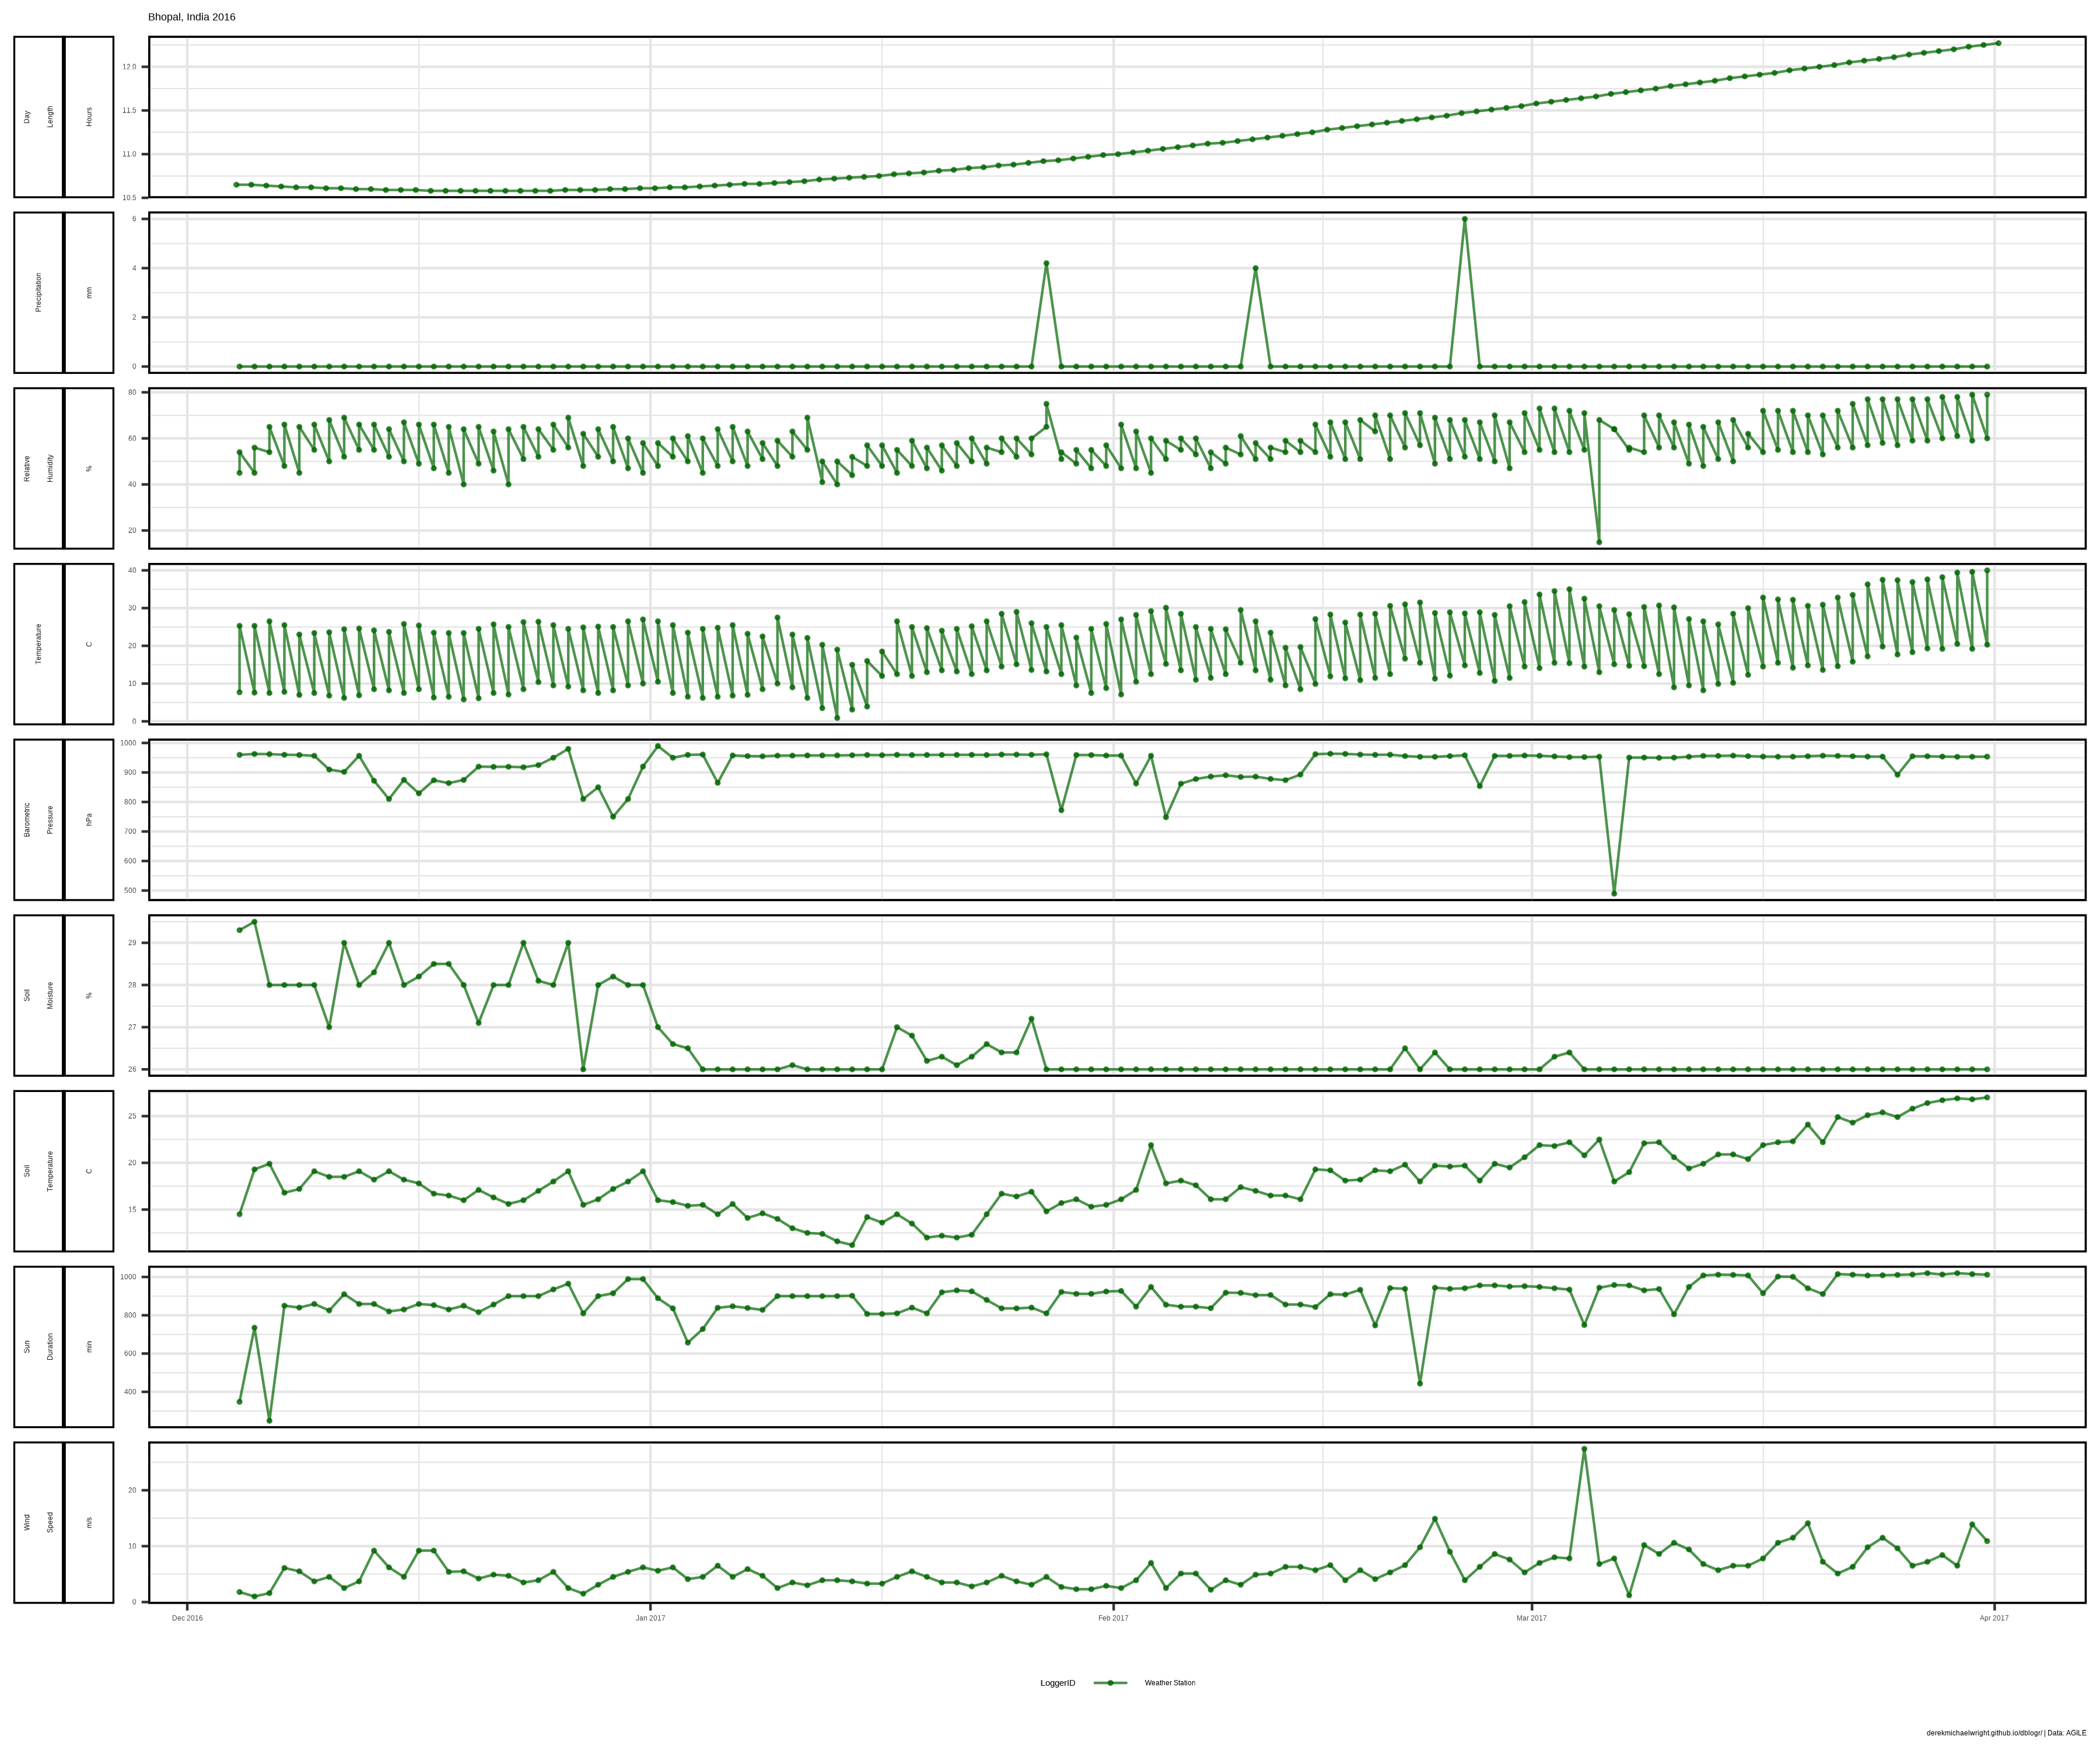 Bhopal, India 2016
Day
Length
Hours
12.0
11.5
11.0
10.5
Precipitation
mm
6
4
2
0
Relative
Humidity
%
80
60
40
20
Temperature
C
40
30
20
10
0
Barometric
Pressure
hPa
1000
900
800
700
600
500
Soil
Moisture
%
29
28
27
26
Soil
Temperature
C
25
20
15
Sun
Duration
min
1000
800
600
400
Wind
Speed
m/s
20
10
0
Dec 2016 Jan 2017 Feb 2017 Mar 2017 Apr 2017
LoggerID Weather Station
derekmichaelwright.github.io/dblogr/ | Data: AGILE